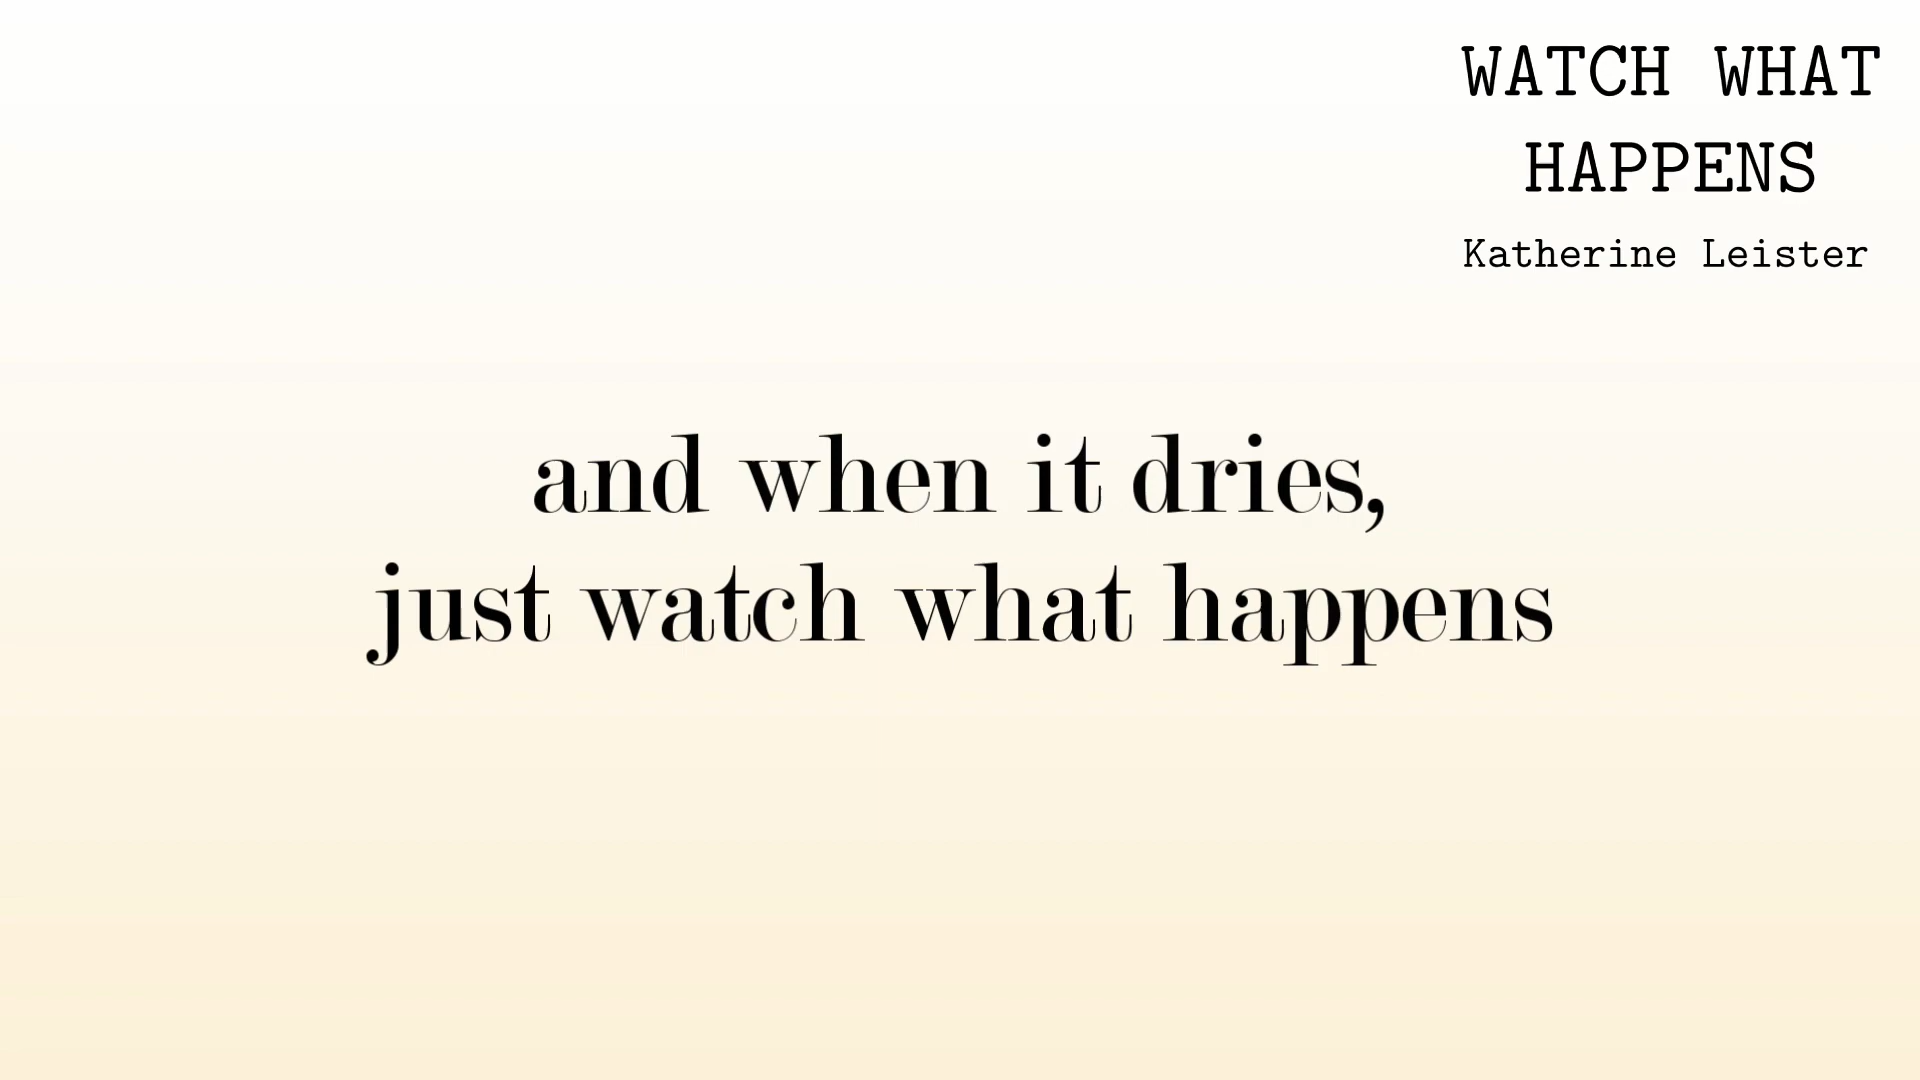 WATCH WHAT
HAPPENS
Katherine Leister
and when it dries,
just watch what happens